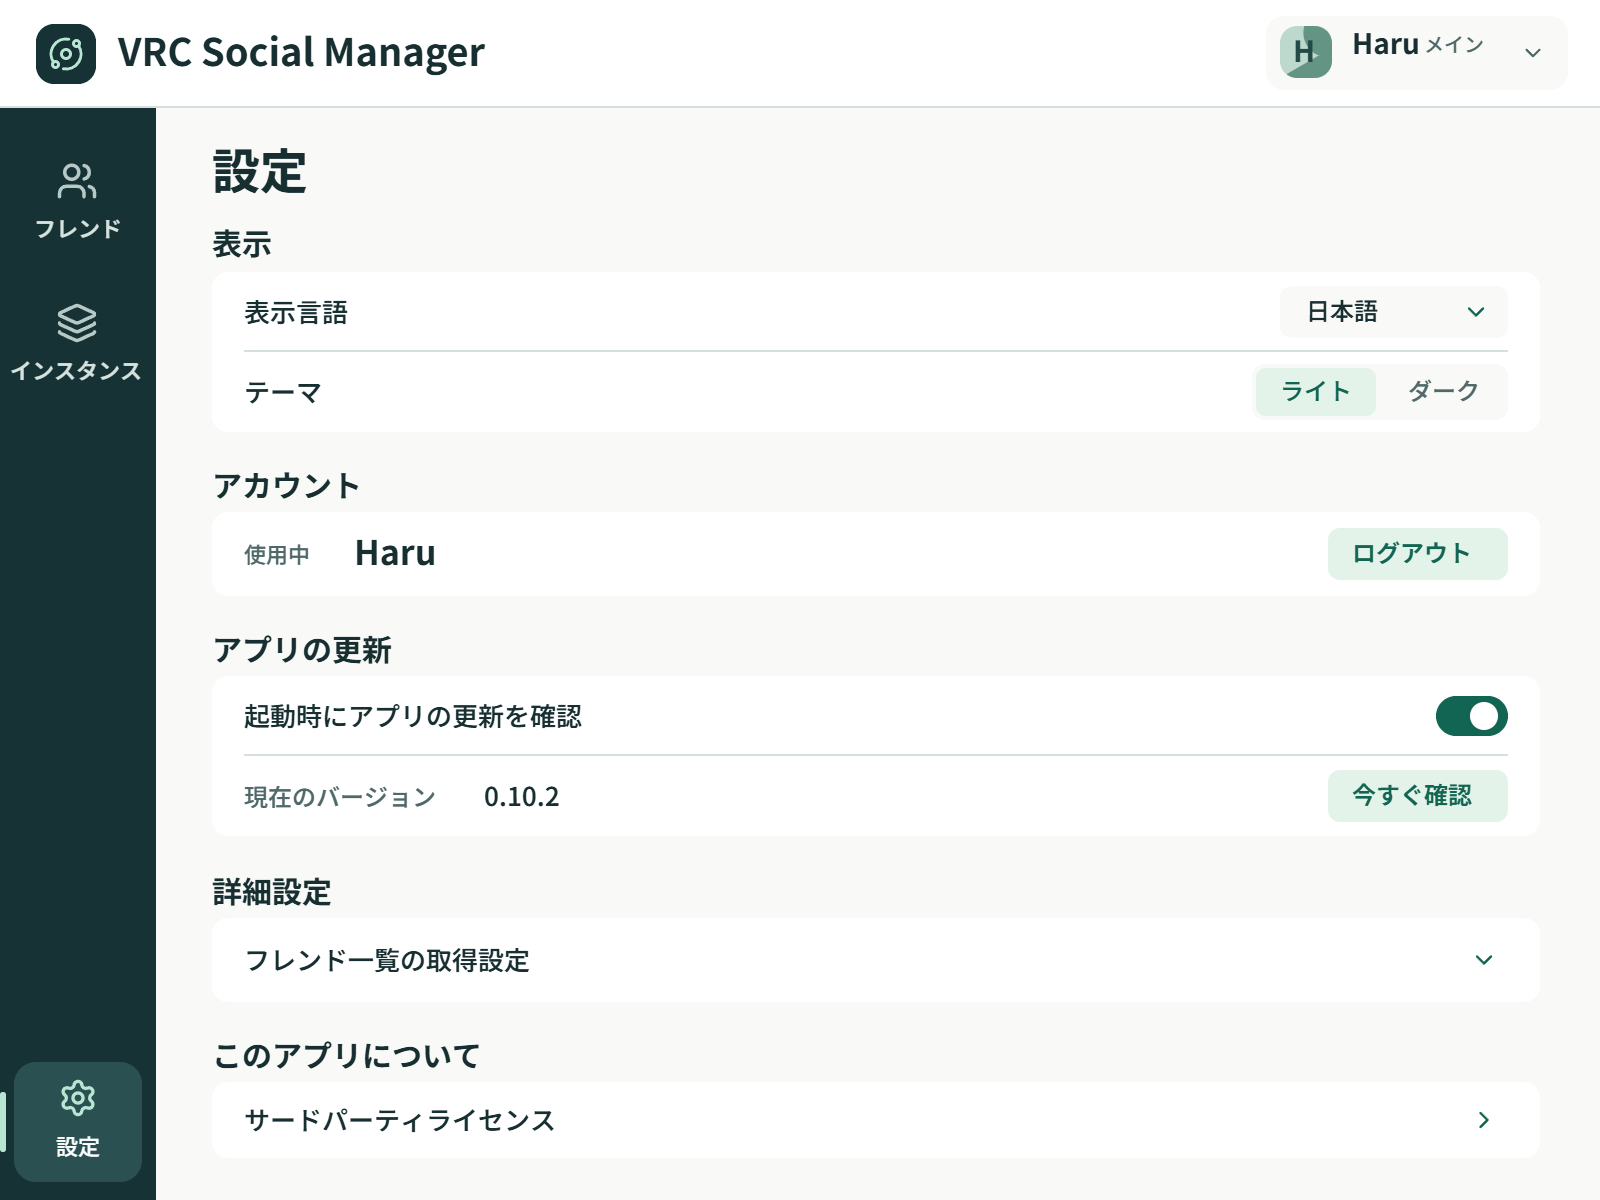 VRC Social Manager
H
Haru メイン
フレンド
インスタンス
設定
設定
表示
表示言語
日本語
テーマ
ライト
ダーク
アカウント
使用中
Haru
ログアウト
アプリの更新
起動時にアプリの更新を確認
現在のバージョン
0.10.2
今すぐ確認
詳細設定
フレンド一覧の取得設定
このアプリについて
サードパーティライセンス